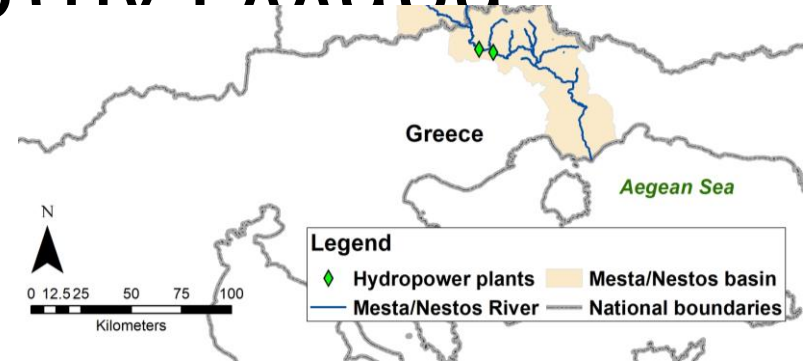 Greece
Aegean Sea
N
0 12.5 25 50 75 100
Kilometers
Legend
Hydropower plants
Mesta/Nestos basin
Mesta/Nestos River
National boundaries